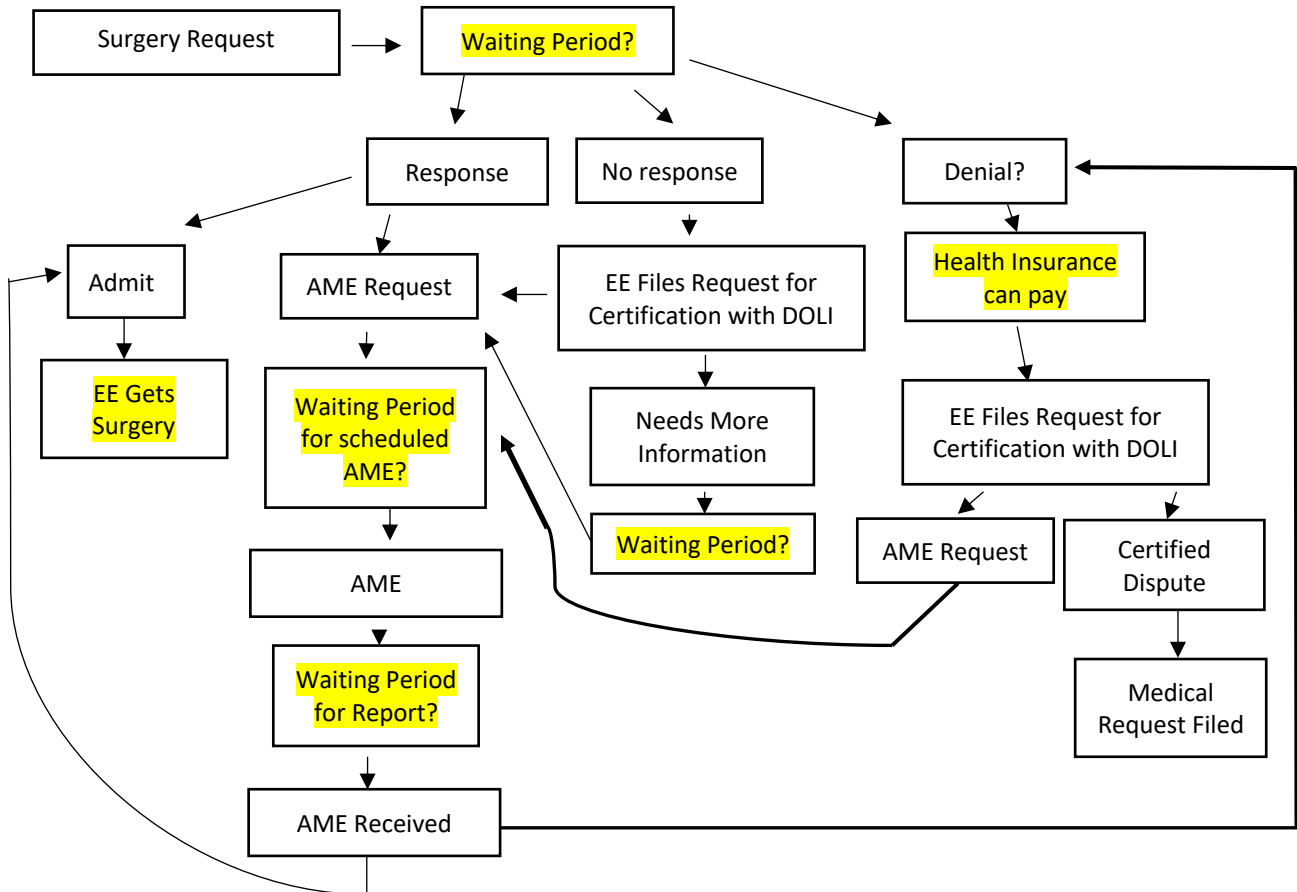 Surgery Request
Waiting Period?
Response
No response
Denial?
Admit
AME Request
EE Files Request for
Certification with DOLI
Health Insurance
can pay
EE Gets
Surgery
Waiting Period
for scheduled
AME?
Needs More
Information
EE Files Request for
Certification with DOLI
Waiting Period?
AME Request
Certified
Dispute
AME
Waiting Period
for Report?
Medical
Request Filed
AME Received